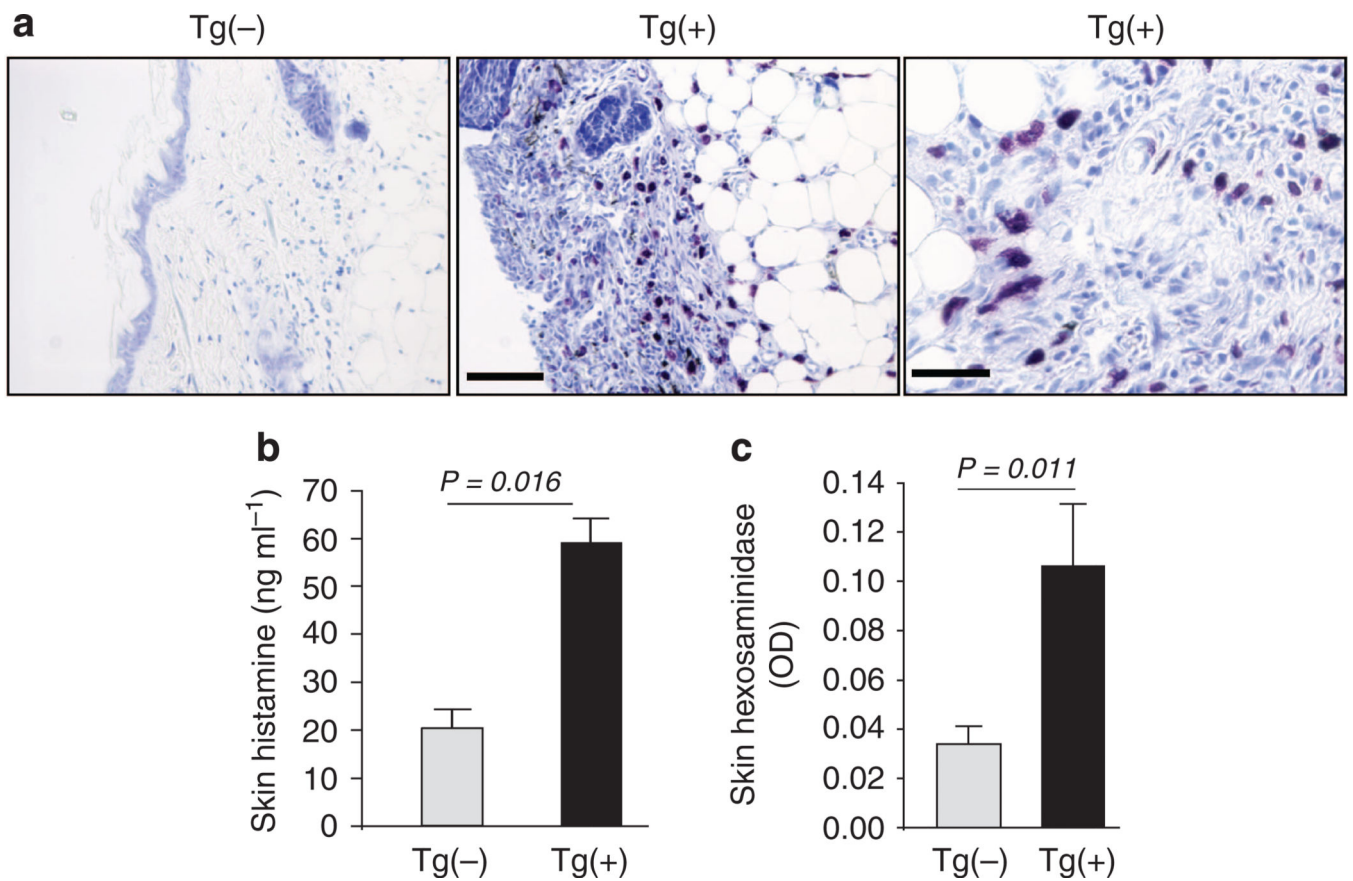 a
Tg(–)
Tg(+)
Tg(+)
b
P = 0.016
Skin histamine (ng ml⁻¹)
70
60
50
40
30
20
10
0
Tg(–)
Tg(+)
c
P = 0.011
Skin hexosaminidase
(OD)
0.14
0.12
0.10
0.08
0.06
0.04
0.02
0.00
Tg(–)
Tg(+)